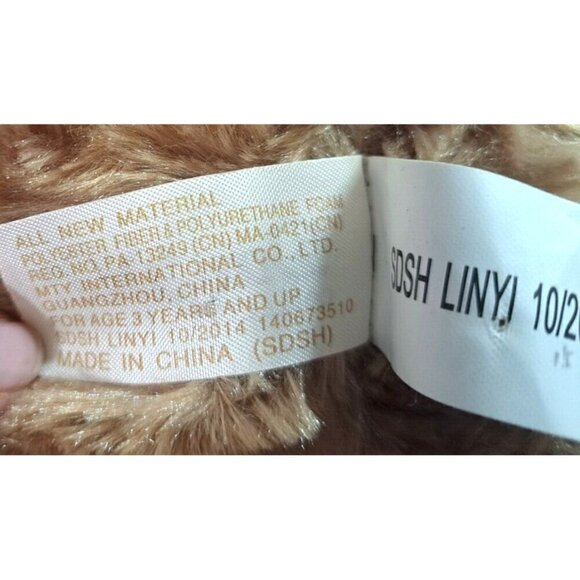 ALL NEW MATERIAL
POLYESTER FIBER&POLYURETHANE FOAM
REG NO.PA 13249 (CN) MA-0421(CN)
MTY INTERNATIONAL CO.,LTD.
GUANGZHOU, CHINA
FOR AGE 3 YEARS AND UP
SDSH LINYI 10/2014 140673510
MADE IN CHINA (SDSH)
SDSH LINYI 10/20